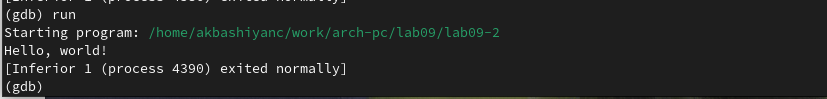 (gdb) run
Starting program: /home/akbashiyanc/work/arch-pc/lab09/lab09-2
Hello, world!
[Inferior 1 (process 4390) exited normally]
(gdb)